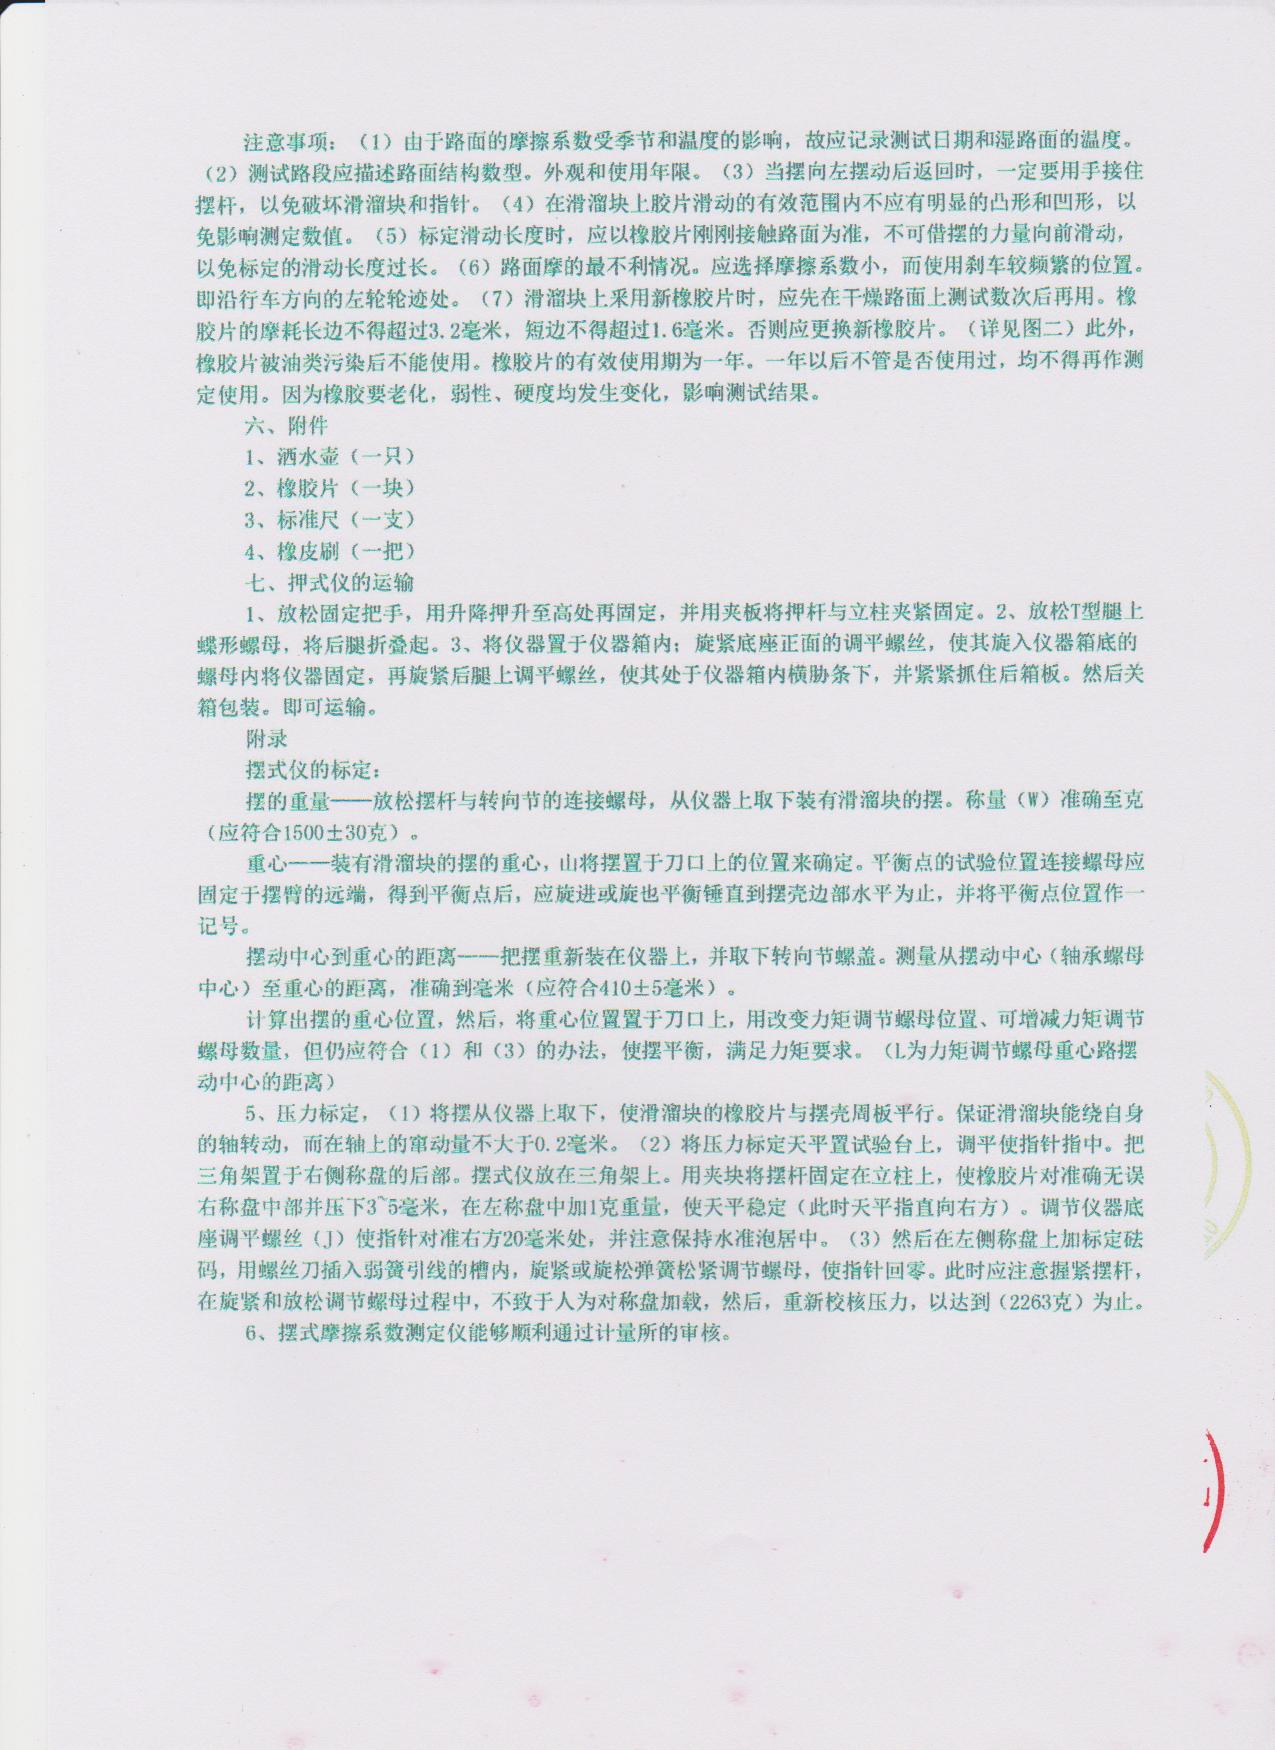 注意事项：（1）由于路面的摩擦系数受季节和温度的影响，故应记录测试日期和湿路面的温度。
（2）测试路段应描述路面结构数型。外观和使用年限。（3）当摆向左摆动后返回时，一定要用手接住
摆杆，以免破坏滑溜块和指针。（4）在滑溜块上胶片滑动的有效范围内不应有明显的凸形和凹形，以
免影响测定数值。（5）标定滑动长度时，应以橡胶片刚刚接触路面为准，不可借摆的力量向前滑动，
以免标定的滑动长度过长。（6）路面摩的最不利情况。应选择摩擦系数小，而使用刹车较频繁的位置。
即沿行车方向的左轮轮迹处。（7）滑溜块上采用新橡胶片时，应先在干燥路面上测试数次后再用。橡
胶片的摩耗长边不得超过3.2毫米，短边不得超过1.6毫米。否则应更换新橡胶片。（详见图二）此外，
橡胶片被油类污染后不能使用。橡胶片的有效使用期为一年。一年以后不管是否使用过，均不得再作测
定使用。因为橡胶要老化，弱性、硬度均发生变化，影响测试结果。
六、附件
1、洒水壶（一只）
2、橡胶片（一块）
3、标准尺（一支）
4、橡皮刷（一把）
七、押式仪的运输
1、放松固定把手，用升降押升至高处再固定，并用夹板将押杆与立柱夹紧固定。2、放松T型腿上
蝶形螺母，将后腿折叠起。3、将仪器置于仪器箱内；旋紧底座正面的调平螺丝，使其旋入仪器箱底的
螺母内将仪器固定，再旋紧后腿上调平螺丝，使其处于仪器箱内横胁条下，并紧紧抓住后箱板。然后关
箱包装。即可运输。
附录
摆式仪的标定：
摆的重量——放松摆杆与转向节的连接螺母，从仪器上取下装有滑溜块的摆。称量（W）准确至克
（应符合1500±30克）。
重心——装有滑溜块的摆的重心，山将摆置于刀口上的位置来确定。平衡点的试验位置连接螺母应
固定于摆臂的远端，得到平衡点后，应旋进或旋也平衡锤直到摆壳边部水平为止，并将平衡点位置作一
记号。
摆动中心到重心的距离——把摆重新装在仪器上，并取下转向节螺盖。测量从摆动中心（轴承螺母
中心）至重心的距离，准确到毫米（应符合410±5毫米）。
计算出摆的重心位置，然后，将重心位置置于刀口上，用改变力矩调节螺母位置、可增减力矩调节
螺母数量，但仍应符合（1）和（3）的办法，使摆平衡，满足力矩要求。（L为力矩调节螺母重心路摆
动中心的距离）
5、压力标定，（1）将摆从仪器上取下，使滑溜块的橡胶片与摆壳周板平行。保证滑溜块能绕自身
的轴转动，而在轴上的窜动量不大于0.2毫米。（2）将压力标定天平置试验台上，调平使指针指中。把
三角架置于右侧称盘的后部。摆式仪放在三角架上。用夹块将摆杆固定在立柱上，使橡胶片对准确无误
右称盘中部并压下3~5毫米，在左称盘中加1克重量，使天平稳定（此时天平指直向右方）。调节仪器底
座调平螺丝（J）使指针对准右方20毫米处，并注意保持水准泡居中。（3）然后在左侧称盘上加标定砝
码，用螺丝刀插入弱簧引线的槽内，旋紧或旋松弹簧松紧调节螺母，使指针回零。此时应注意握紧摆杆，
在旋紧和放松调节螺母过程中，不致于人为对称盘加载，然后，重新校核压力，以达到（2263克）为止。
6、摆式摩擦系数测定仪能够顺利通过计量所的审核。